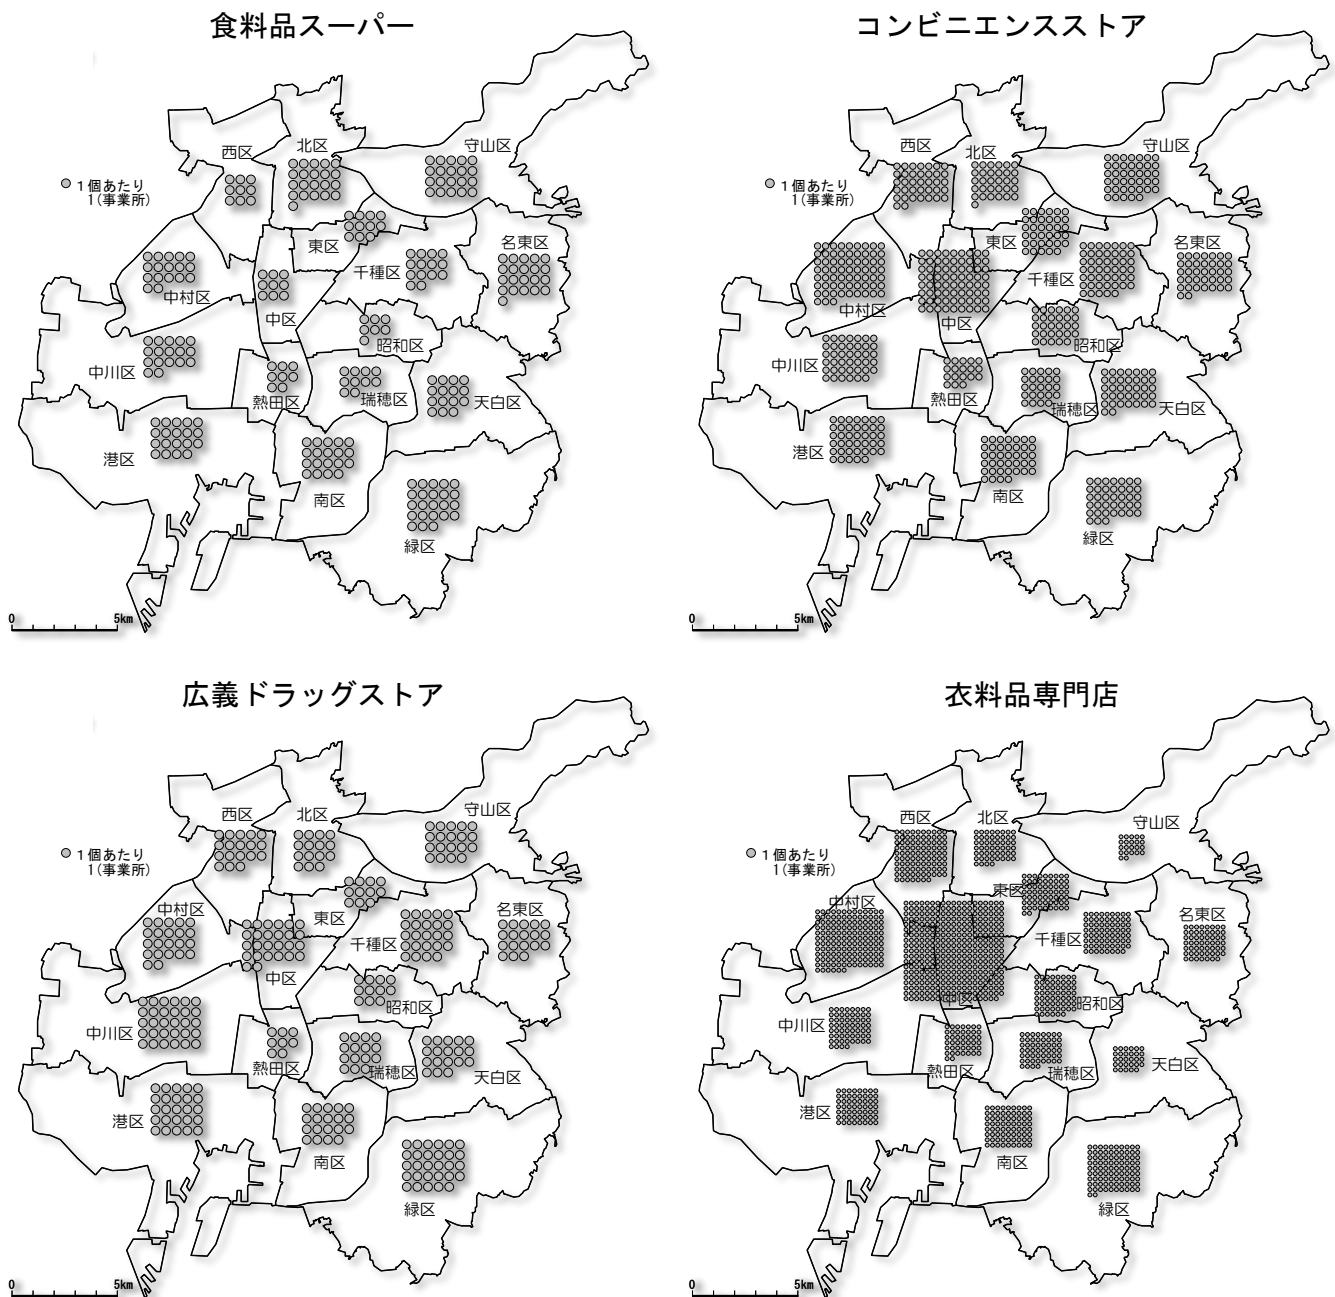 食料品スーパー
西区
北区
守山区
1個あたり
1(事業所)
東区
千種区
名東区
中村区
中区
昭和区
中川区
熱田区
瑞穂区
天白区
港区
南区
緑区
0 5km
コンビニエンスストア
西区
北区
守山区
1個あたり
1(事業所)
東区
千種区
名東区
中村区
中区
昭和区
中川区
熱田区
瑞穂区
天白区
港区
南区
緑区
0 5km
広義ドラッグストア
西区
北区
守山区
1個あたり
1(事業所)
中村区
東区
千種区
名東区
中区
昭和区
中川区
熱田区
瑞穂区
天白区
港区
南区
緑区
0 5km
衣料品専門店
西区
北区
守山区
1個あたり
1(事業所)
東区
中村区
千種区
名東区
中区
昭和区
中川区
熱田区
瑞穂区
天白区
港区
南区
緑区
0 5km